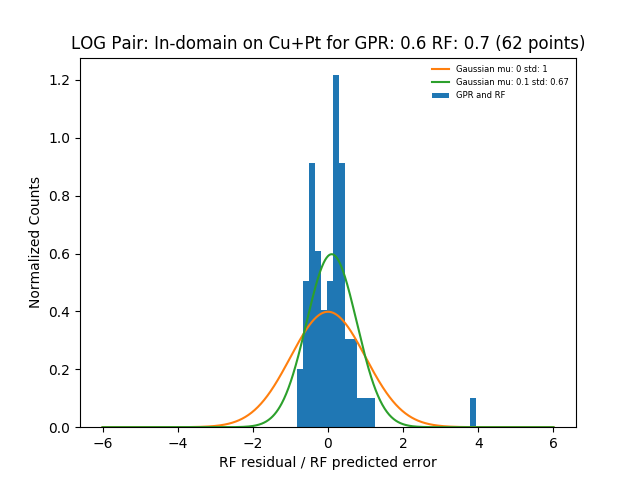 LOG Pair: In-domain on Cu+Pt for GPR: 0.6 RF: 0.7 (62 points)
Gaussian mu: 0 std: 1
Gaussian mu: 0.1 std: 0.67
GPR and RF
Normalized Counts
1.2
1.0
0.8
0.6
0.4
0.2
0.0
−6 −4 −2 0 2 4 6
RF residual / RF predicted error